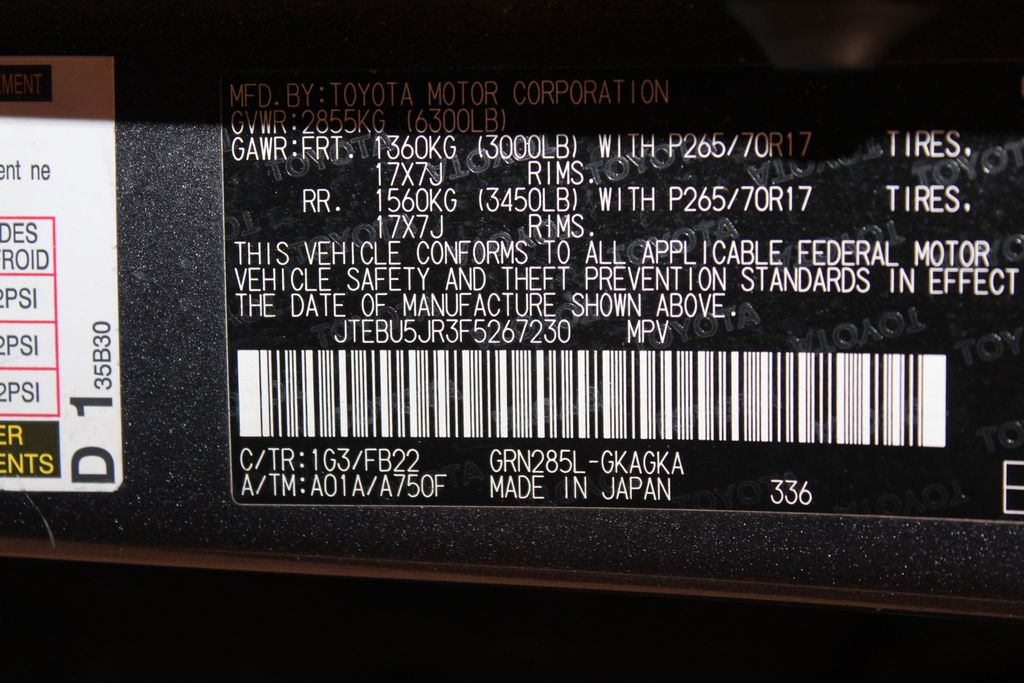 MENT
MFD.BY:TOYOTA MOTOR CORPORATION
GVWR:2855KG (6300LB)
GAWR:FRT. 1360KG (3000LB) WITH P265/70R17 TIRES.
17X7J RIMS.
RR. 1560KG (3450LB) WITH P265/70R17 TIRES.
17X7J RIMS.
THIS VEHICLE CONFORMS TO ALL APPLICABLE FEDERAL MOTOR
VEHICLE SAFETY AND THEFT PREVENTION STANDARDS IN EFFECT
THE DATE OF MANUFACTURE SHOWN ABOVE.
JTEBU5JR3F5267230 MPV
C/TR:1G3/FB22 GRN285L-GKAGKA
A/TM:A01A/A750F MADE IN JAPAN 336
ent ne
DES
FROID
2PSI
2PSI
2PSI
ER
ENTS
D1 35B30